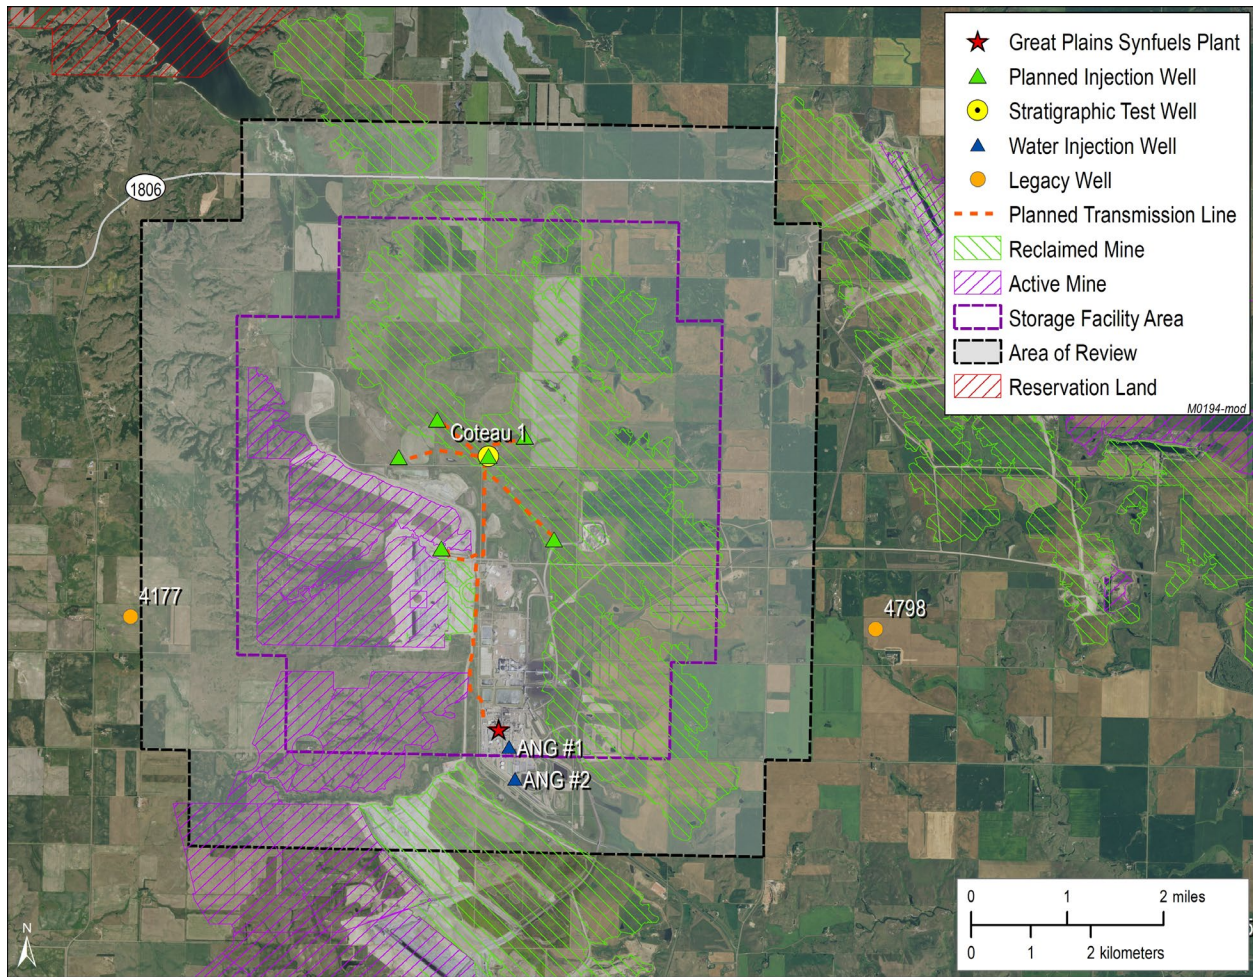 Great Plains Synfuels Plant
Planned Injection Well
Stratigraphic Test Well
Water Injection Well
Legacy Well
Planned Transmission Line
Reclaimed Mine
Active Mine
Storage Facility Area
Area of Review
Reservation Land
M0194-mod
1806
Coteau 1
4177
4798
ANG #1
ANG #2
0 1 2 miles
0 1 2 kilometers
N